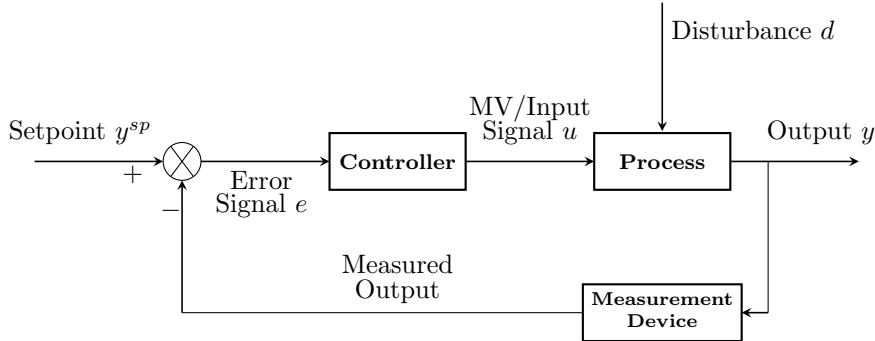 Disturbance d
MV/Input
Signal u
Setpoint y^{sp}
Output y
Controller
Process
+
Error
Signal e
−
Measured
Output
Measurement
Device